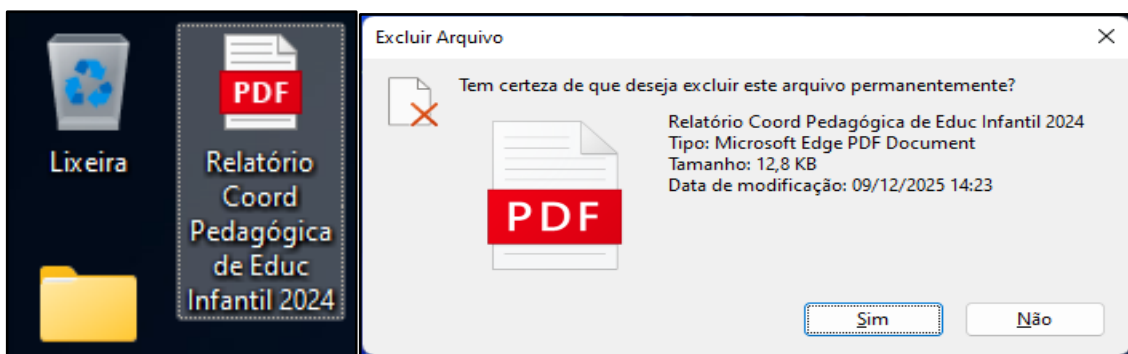 PDF
Lixeira
Relatório
Coord
Pedagógica
de Educ
Infantil 2024
Excluir Arquivo
Tem certeza de que deseja excluir este arquivo permanentemente?
PDF
Relatório Coord Pedagógica de Educ Infantil 2024
Tipo: Microsoft Edge PDF Document
Tamanho: 12,8 KB
Data de modificação: 09/12/2025 14:23
Sim
Não